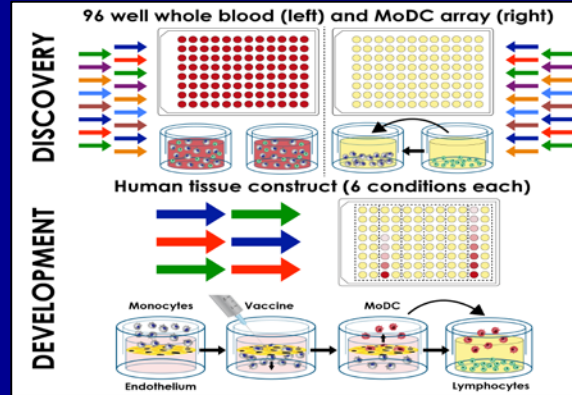 96 well whole blood (left) and MoDC array (right)
DISCOVERY
Human tissue construct (6 conditions each)
DEVELOPMENT
Monocytes
Vaccine
MoDC
Endothelium
Lymphocytes